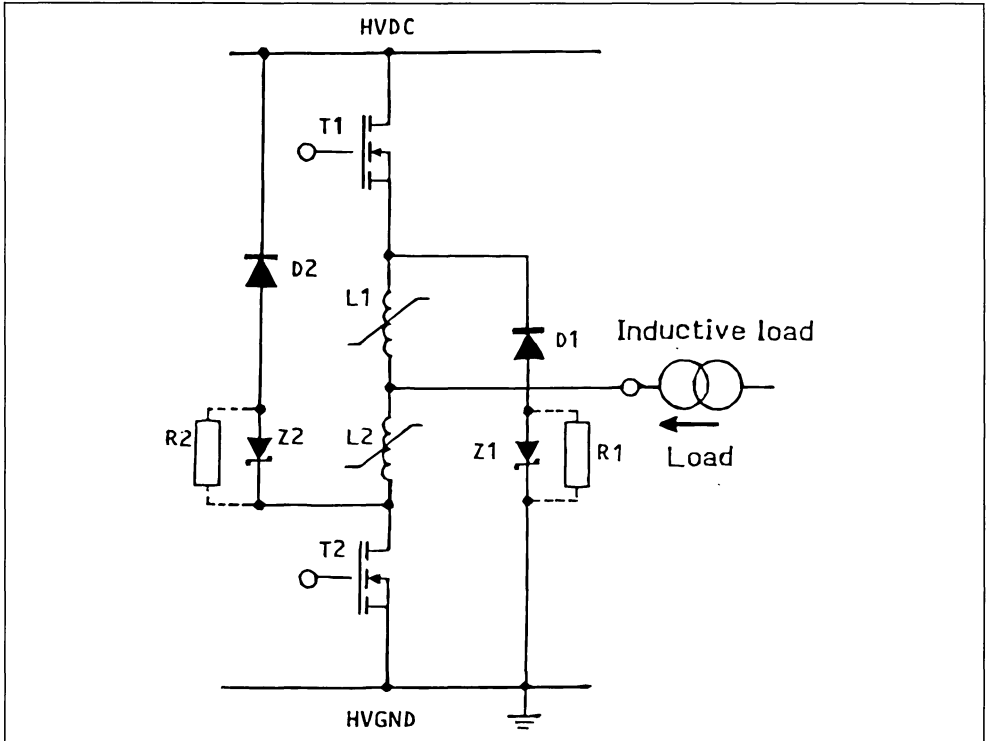 HVDC
T1
D2
L1
D1
Inductive load
R2
Z2
L2
Z1
R1
Load
T2
HVGND